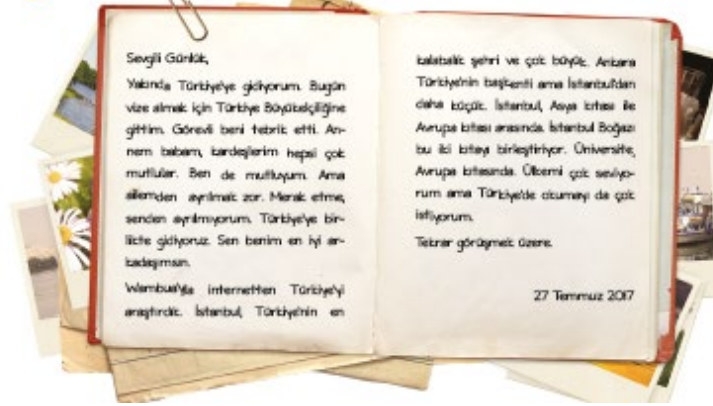 Sevgili Günlük,
Yakında Türkiye'ye gidiyorum. Bugün
vize almak için Türkiye Büyükelçiliğine
gittim. Görevli beni tebrik etti. An-
nem babam, kardeşlerim hepsi çok
mutlular. Ben de mutluyum. Ama
ailemden ayrılmak zor. Merak etme,
senden ayrılmıyorum. Türkiye'ye bir-
likte gidiyoruz. Sen benim en iyi ar-
kadaşımsın.
Wambua'yla internetten Türkiye'yi
araştırdık. İstanbul, Türkiye'nin en
kalabalık şehri ve çok büyük. Ankara
Türkiye'nin başkenti ama İstanbul'dan
daha küçük. İstanbul, Asya kıtası ile
Avrupa kıtası arasında. İstanbul Boğazı
bu iki kıtayı birleştiriyor. Üniversite,
Avrupa kıtasında. Ülkemi çok seviyo-
rum ama Türkiye'de okumayı da çok
istiyorum.
Tekrar görüşmek üzere.
27 Temmuz 2017